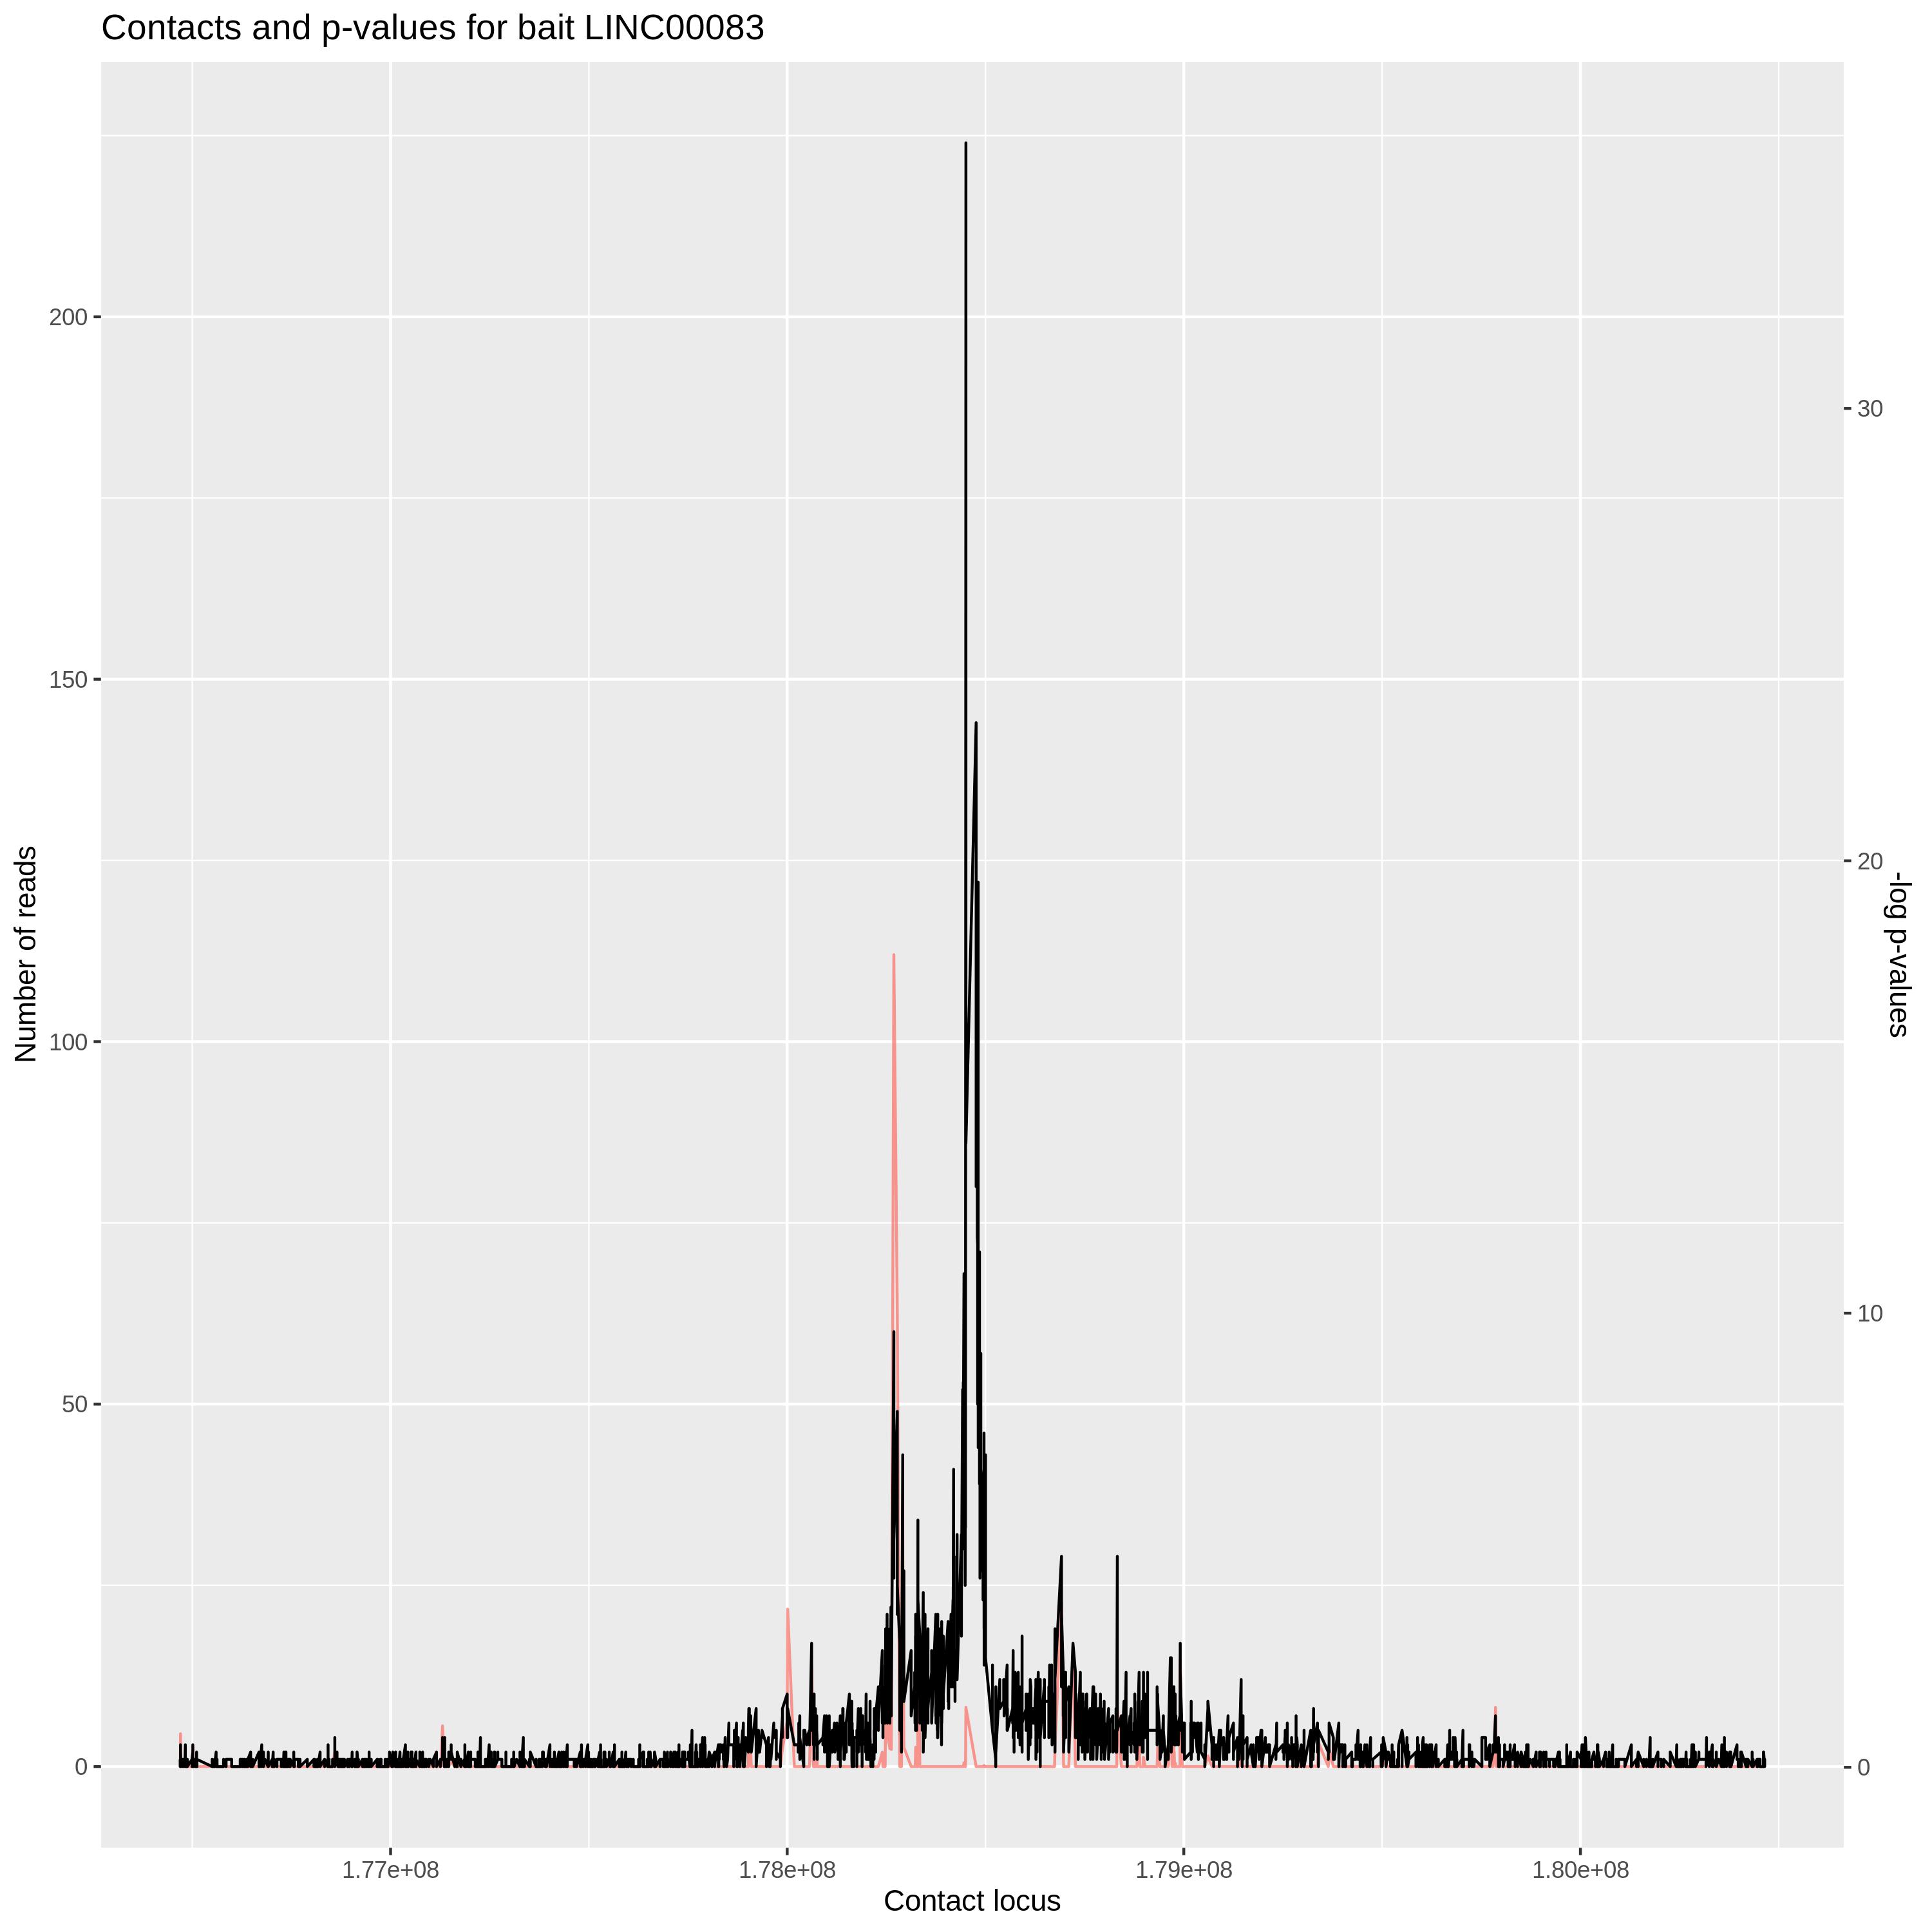 Contacts and p-values for bait LINC00083
Number of reads
200
150
100
50
0
30
20
10
0
-log p-values
1.77e+08
1.78e+08
1.79e+08
1.80e+08
Contact locus